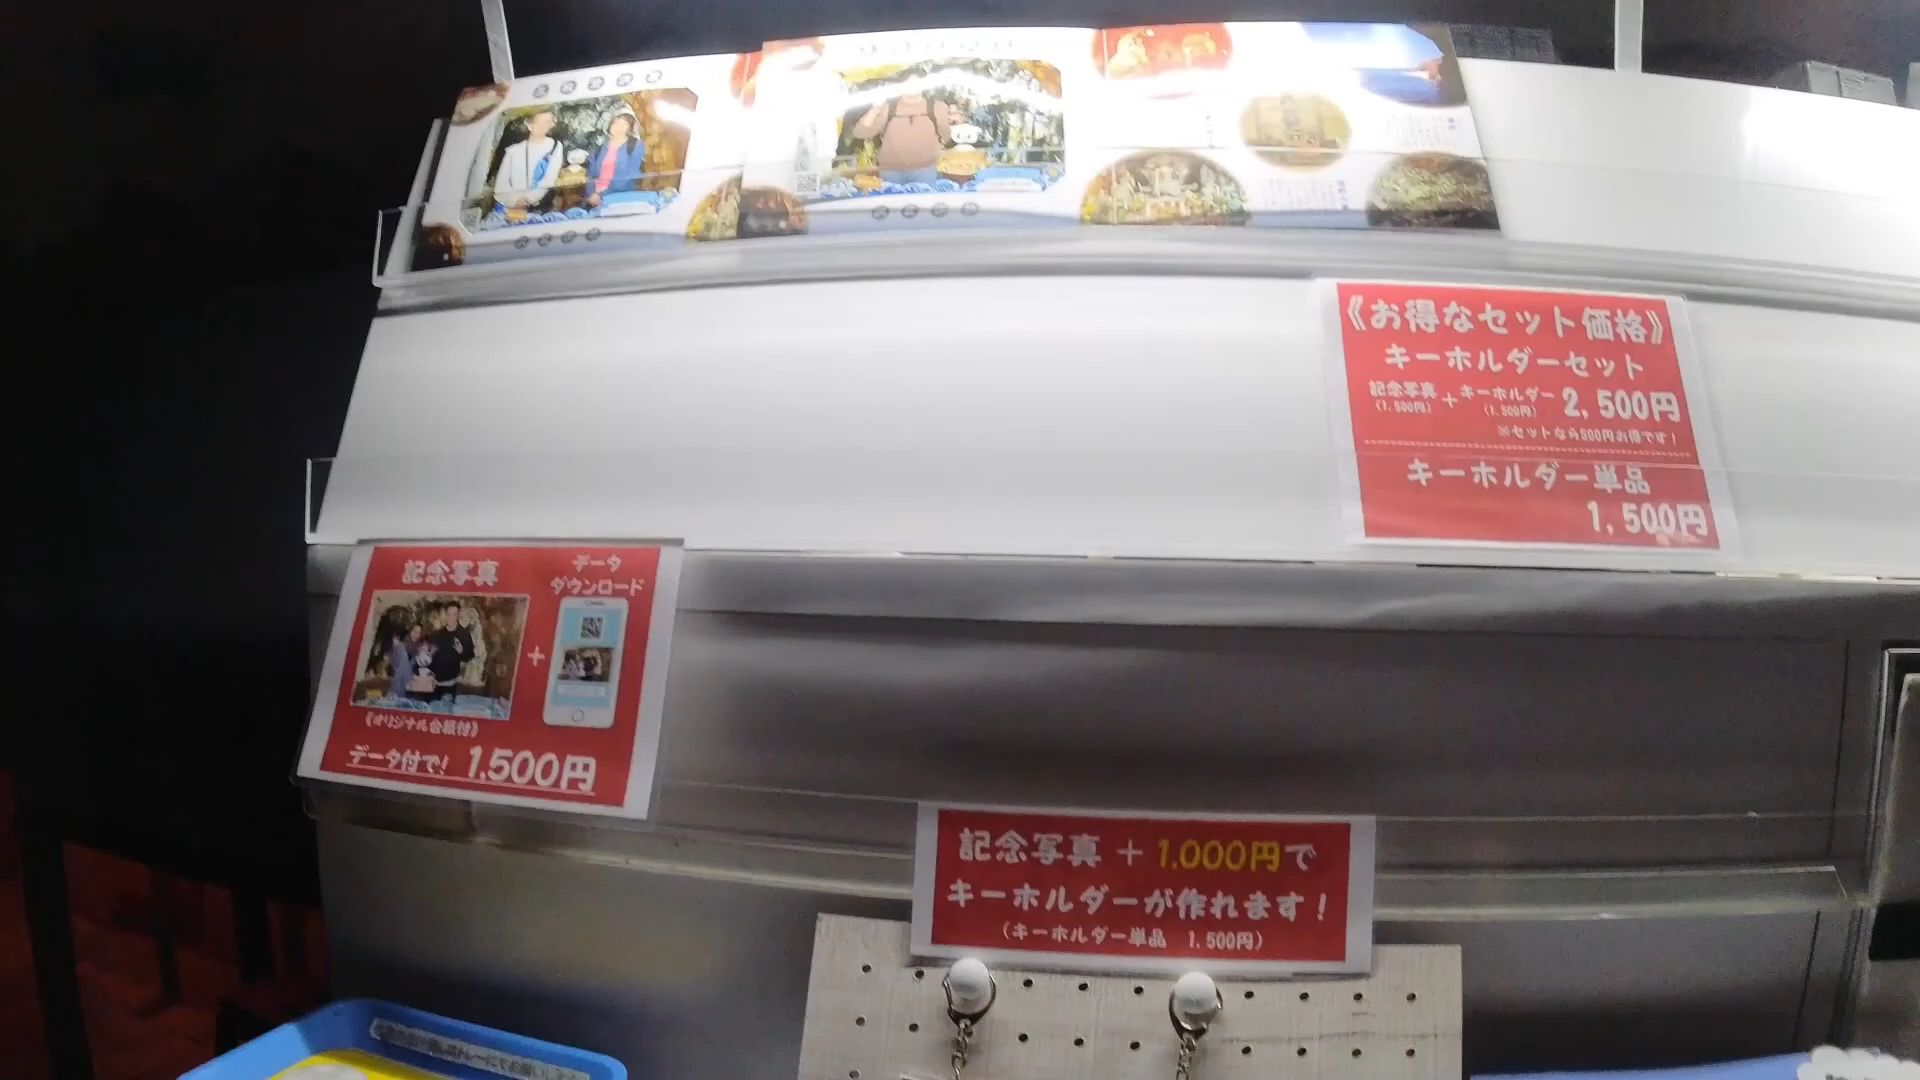 《お得なセット価格》
キーホルダーセット
記念写真 + キーホルダー 2,500円
(1,500円) (1,500円)
※セットなら500円お得です!
キーホルダー単品
1,500円
記念写真
データ
ダウンロード
+
《オリジナル台紙付》
データ付で! 1,500円
記念写真 + 1,000円で
キーホルダーが作れます!
(キーホルダー単品 1,500円)